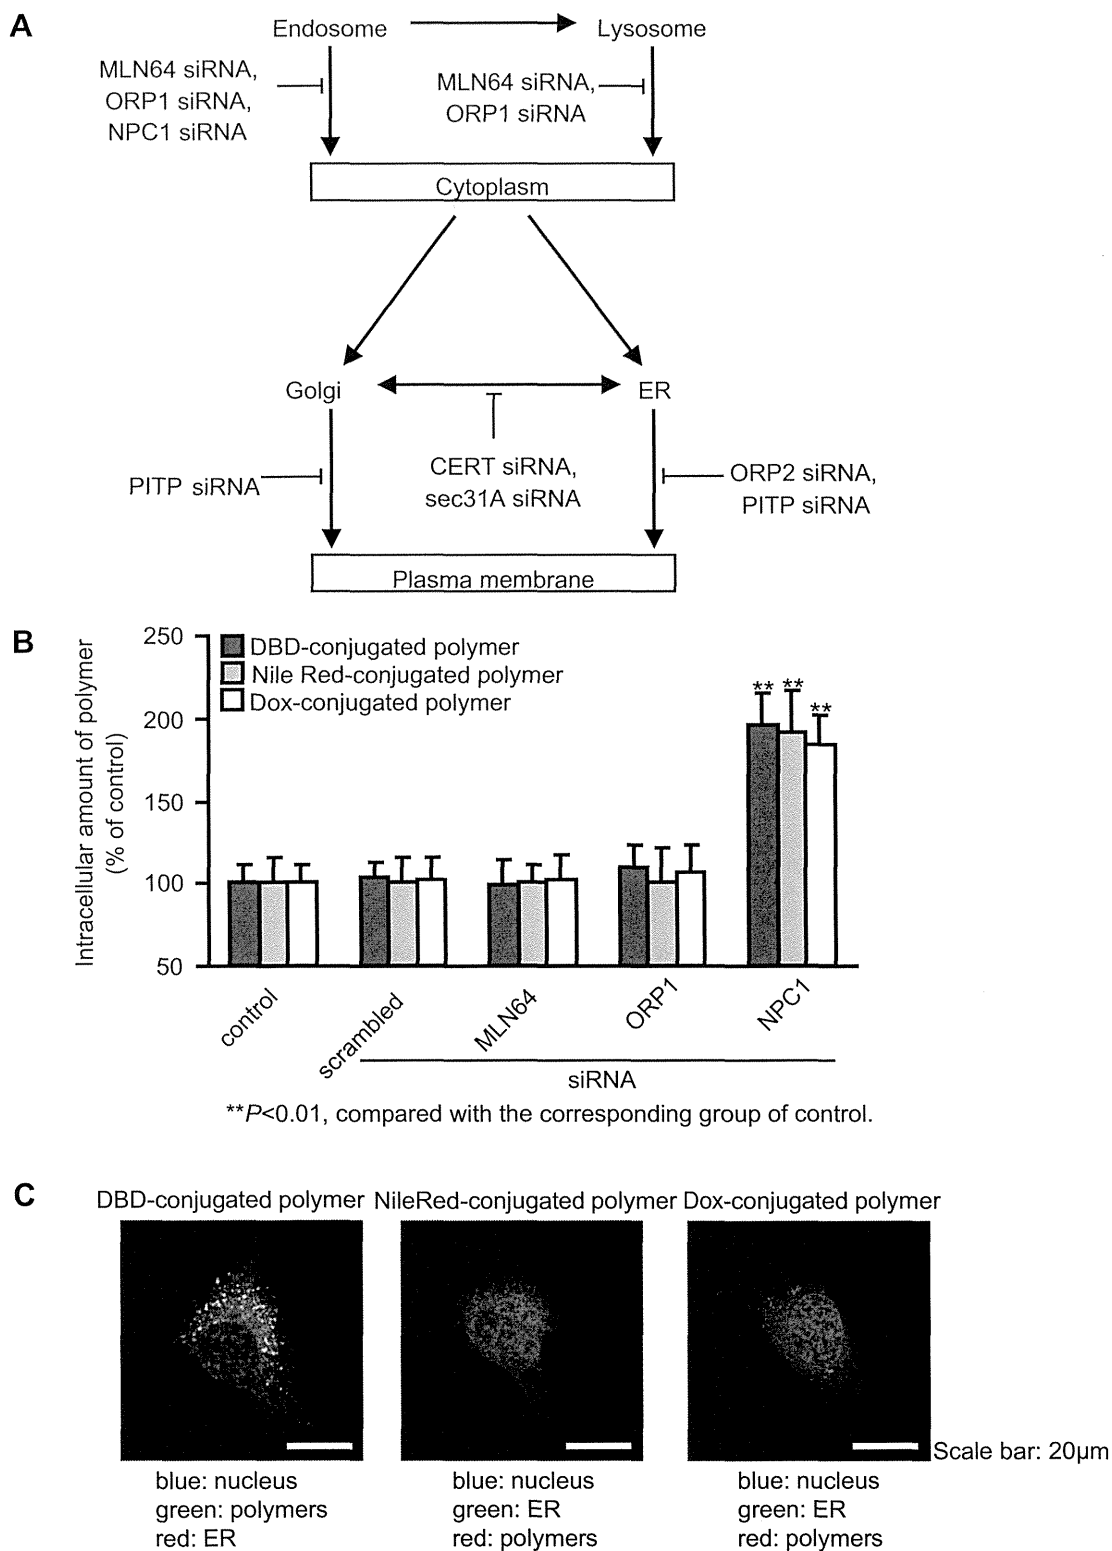 A
Endosome
Lysosome
MLN64 siRNA,
ORP1 siRNA,
NPC1 siRNA
MLN64 siRNA,
ORP1 siRNA
Cytoplasm
Golgi
ER
PITP siRNA
CERT siRNA,
sec31A siRNA
ORP2 siRNA,
PITP siRNA
Plasma membrane
B
Intracellular amount of polymer
(% of control)
250
200
150
100
50
DBD-conjugated polymer
Nile Red-conjugated polymer
Dox-conjugated polymer
** ** **
control
scrambled
MLN64
ORP1
NPC1
siRNA
**P<0.01, compared with the corresponding group of control.
C
DBD-conjugated polymer NileRed-conjugated polymer Dox-conjugated polymer
Scale bar: 20μm
blue: nucleus
green: polymers
red: ER
blue: nucleus
green: ER
red: polymers
blue: nucleus
green: ER
red: polymers